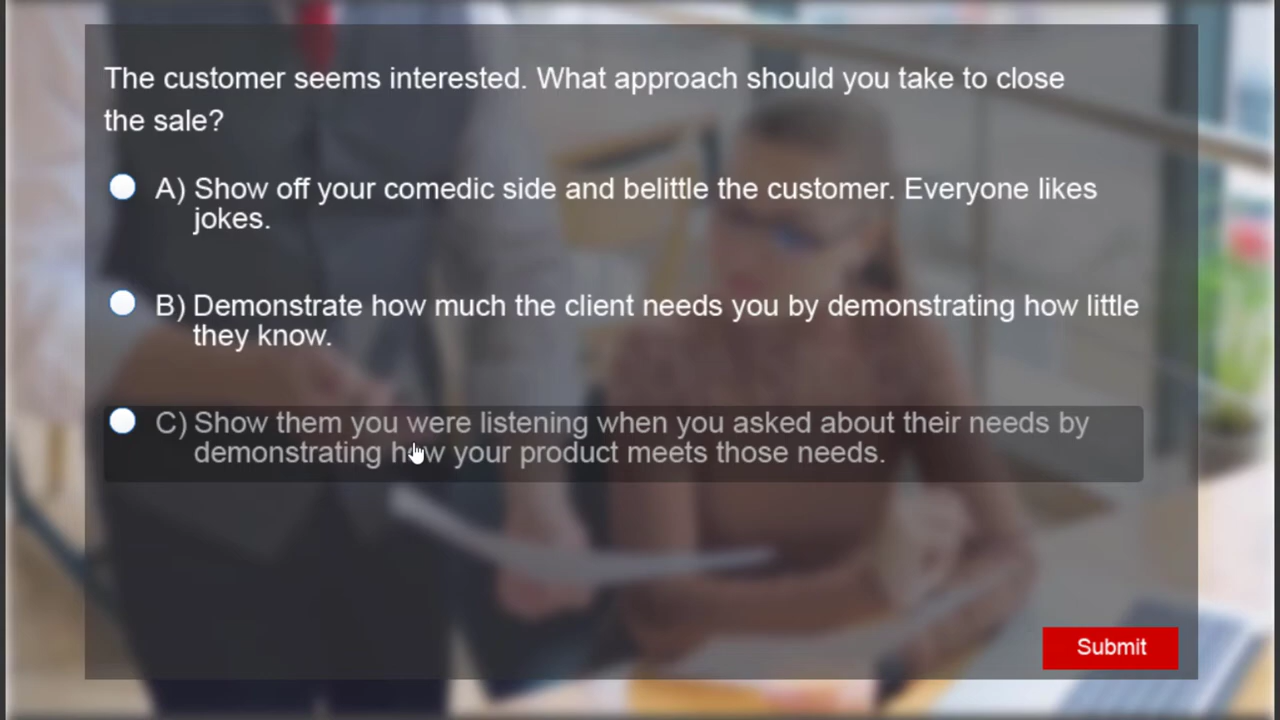 The customer seems interested. What approach should you take to close
the sale?
A) Show off your comedic side and belittle the customer. Everyone likes
jokes.
B) Demonstrate how much the client needs you by demonstrating how little
they know.
C) Show them you were listening when you asked about their needs by
demonstrating how your product meets those needs.
Submit